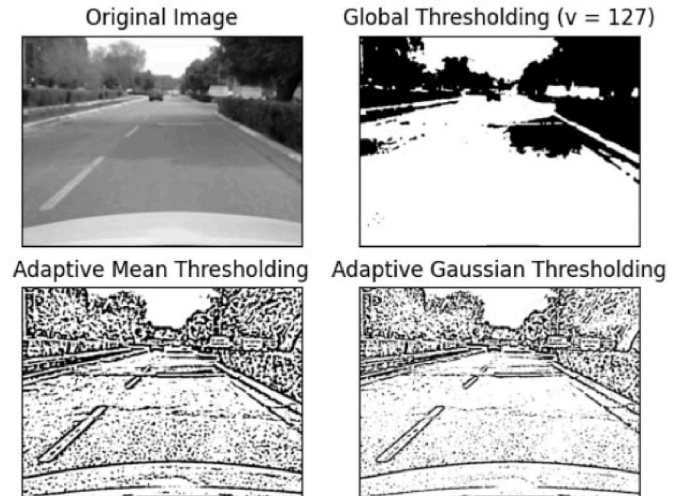 Original Image
Global Thresholding (v = 127)
Adaptive Mean Thresholding
Adaptive Gaussian Thresholding